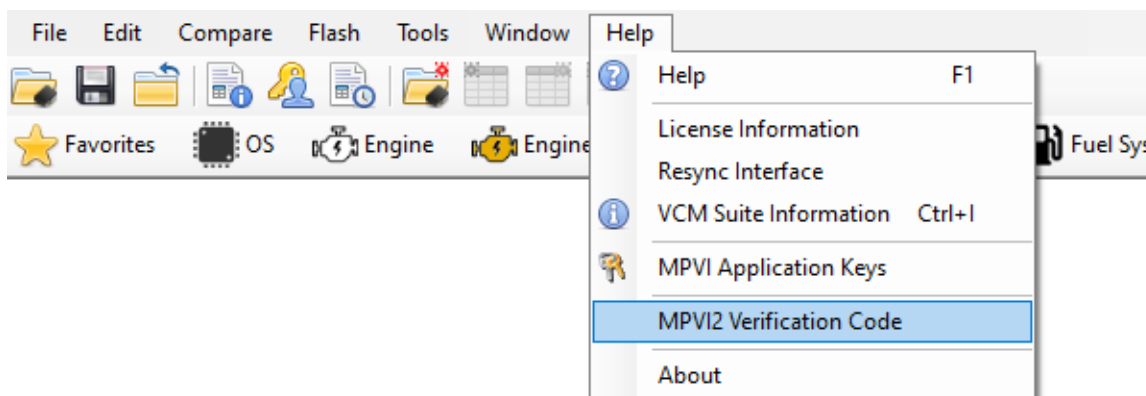 File Edit Compare Flash Tools Window Help
Help F1
Favorites OS Engine Engine Fuel Sys
License Information
Resync Interface
VCM Suite Information Ctrl+I
MPVI Application Keys
MPVI2 Verification Code
About